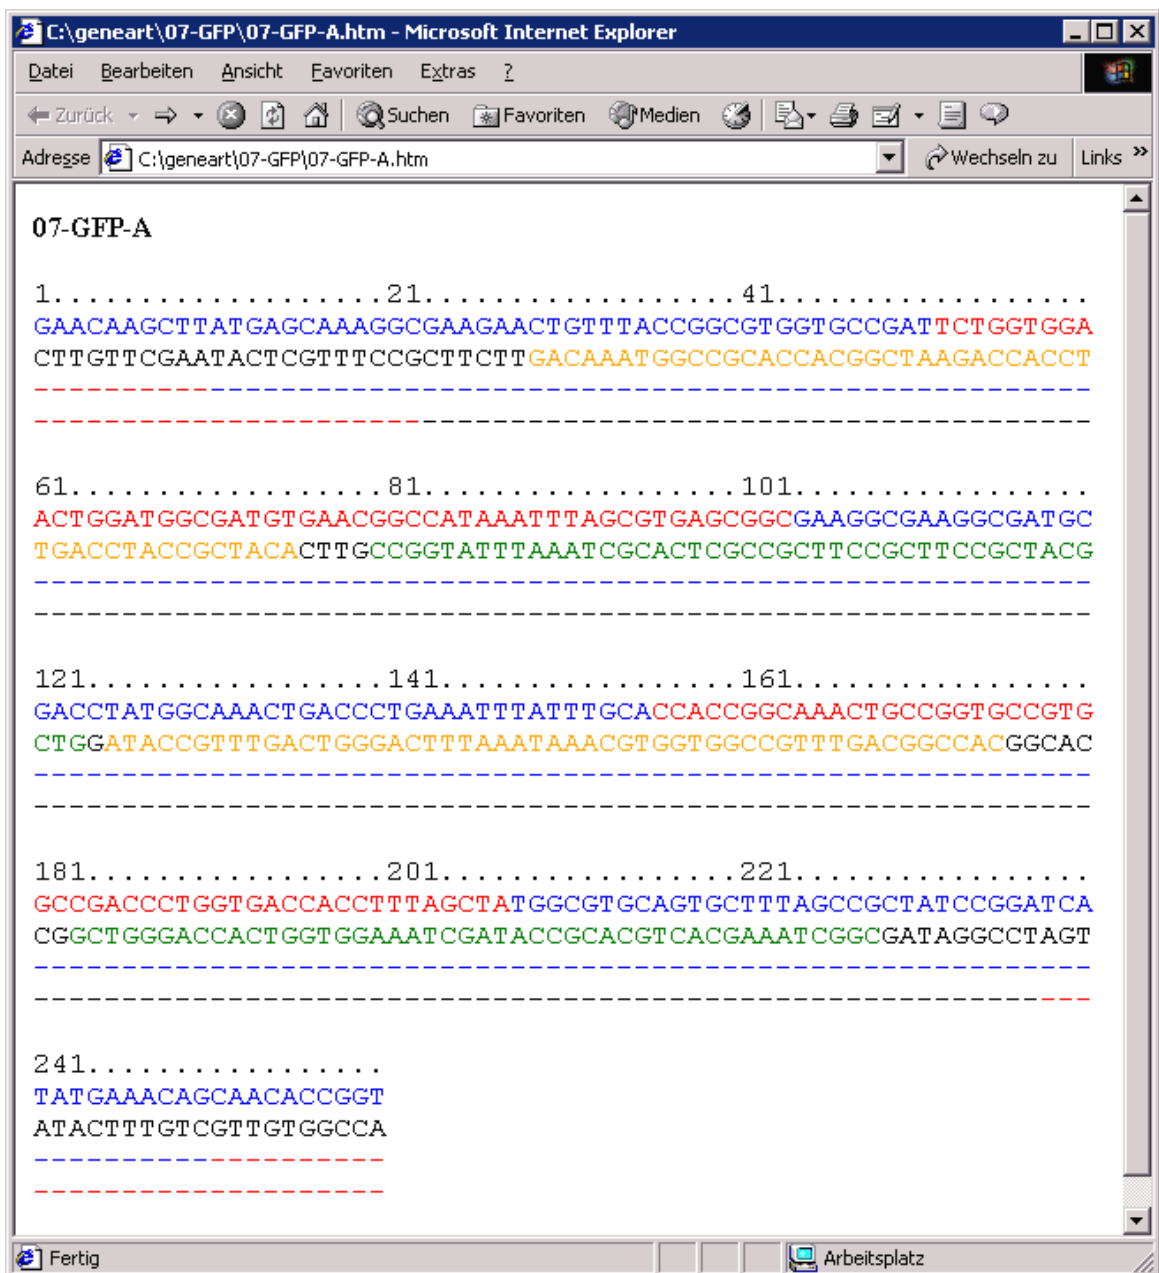 C:\geneart\07-GFP\07-GFP-A.htm - Microsoft Internet Explorer
Datei Bearbeiten Ansicht Favoriten Extras ?
Zurück Suchen Favoriten Medien
Adresse C:\geneart\07-GFP\07-GFP-A.htm Wechseln zu Links »
07-GFP-A
1...................21..................41..................
GAACAAGCTTATGAGCAAAGGCGAAGAACTGTTTACCGGCGTGGTGCCGATTCTGGTGGA
CTTGTTCGAATACTCGTTTCCGCTTCTTGACAAATGGCCGCACCACGGCTAAGACCACCT
------------------------------------------------------------
------------------------------------------------------------
61..................81..................101.................
ACTGGATGGCGATGTGAACGGCCATAAATTTAGCGTGAGCGGCGAAGGCGAAGGCGATGC
TGACCTACCGCTACACTTGCCGGTATTTAAATCGCACTCGCCGCTTCCGCTTCCGCTACG
------------------------------------------------------------
------------------------------------------------------------
121.................141.................161.................
GACCTATGGCAAACTGACCCTGAAATTTATTTGCACCACCGGCAAACTGCCGGTGCCGTG
CTGGATACCGTTTGACTGGGACTTTAAATAAACGTGGTGGCCGTTTGACGGCCACGGCAC
------------------------------------------------------------
------------------------------------------------------------
181.................201.................221.................
GCCGACCCTGGTGACCACCTTTAGCTATGGCGTGCAGTGCTTTAGCCGCTATCCGGATCA
CGGCTGGGACCACTGGTGGAAATCGATACCGCACGTCACGAAATCGGCGATAGGCCTAGT
------------------------------------------------------------
------------------------------------------------------------
241.................
TATGAAACAGCAACACCGGT
ATACTTTGTCGTTGTGGCCA
--------------------
--------------------
Fertig Arbeitsplatz